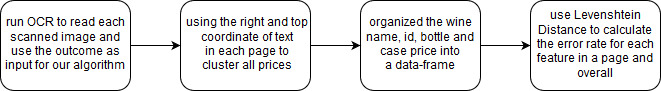 run OCR to read each
scanned image and
use the outcome as
input for our algorithm
using the right and top
coordinate of text
in each page to
cluster all prices
organized the wine
name, id, bottle and
case price into
a data-frame
use Levenshtein
Distance to calculate
the error rate for each
feature in a page and
overall